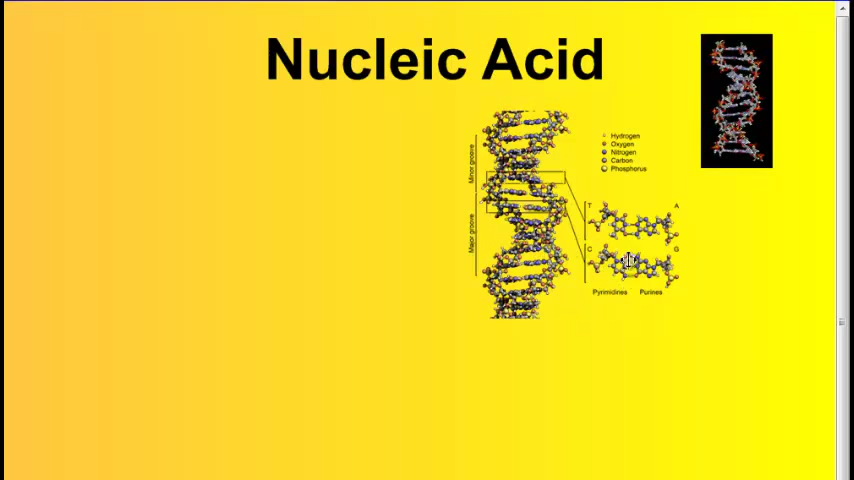 Nucleic Acid
Hydrogen
Oxygen
Nitrogen
Carbon
Phosphorus
Minor groove
Major groove
T A
C G
Pyrimidines Purines